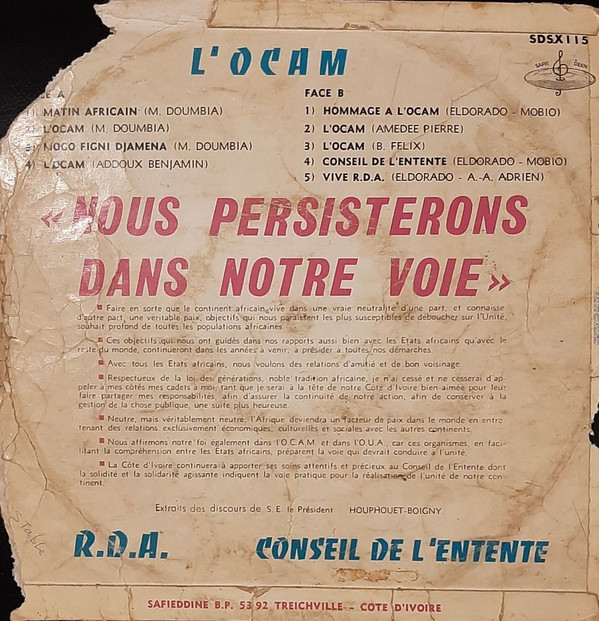 SDSX115
L'OCAM
FACE B
MATIN AFRICAIN (M. DOUMBIA)
L'OCAM (M. DOUMBIA)
MOGO FIGNI DJAMENA (M. DOUMBIA)
4) L'OCAM (ADDOUX BENJAMIN)
1) HOMMAGE A L'OCAM (ELDORADO - MOBIO)
2) L'OCAM (AMEDEE PIERRE)
3) L'OCAM (B. FELIX)
4) CONSEIL DE L'ENTENTE (ELDORADO - MOBIO)
5) VIVE R.D.A. (ELDORADO - A.-A. ADRIEN)
«NOUS PERSISTERONS
DANS NOTRE VOIE»
Faire en sorte que le continent africain vive dans une vraie neutralité d'une part, et connaisse
d'autre part, une véritable paix, objectifs qui nous paraissent les plus susceptibles de déboucher sur l'Unité,
souhait profond de toutes les populations africaines.
Ces objectifs qui nous ont guidés dans nos rapports aussi bien avec les Etats africains qu'avec le
reste du monde, continueront dans les années à venir, à présider à toutes nos démarches.
Avec tous les Etats africains, nous voulons des relations d'amitié et de bon voisinage.
Respectueux de la loi des générations, noble tradition africaine, je n'ai cessé et ne cesserai d'ap-
peler à mes côtés mes cadets à moi, tant que je serai à la tête de notre Côte d'Ivoire bien-aimée pour leur
faire partager mes responsabilités, afin d'assurer la continuité de notre action, afin de conserver à
la gestion de la chose publique, une suite plus heureuse.
Neutre, mais véritablement neutre, l'Afrique deviendra un facteur de paix dans le monde en entre-
tenant des relations exclusivement économiques, culturelles et sociales avec les autres continents.
Nous affirmons notre foi également dans l'O.C.A.M. et dans l'O.U.A., car ces organismes, en faci-
litant la compréhension entre les Etats africains, préparent la voie qui devrait conduire à l'unité.
La Côte d'Ivoire continuera à apporter ses soins attentifs et précieux au Conseil de l'Entente dont
la solidité et la solidarité agissante indiquent la voie pratique pour la réalisation de l'unité de notre con-
tinent.
Extraits des discours de S.E. le Président HOUPHOUET-BOIGNY.
R.D.A. CONSEIL DE L'ENTENTE
SAFIEDDINE B.P. 53 92 TREICHVILLE - COTE D'IVOIRE